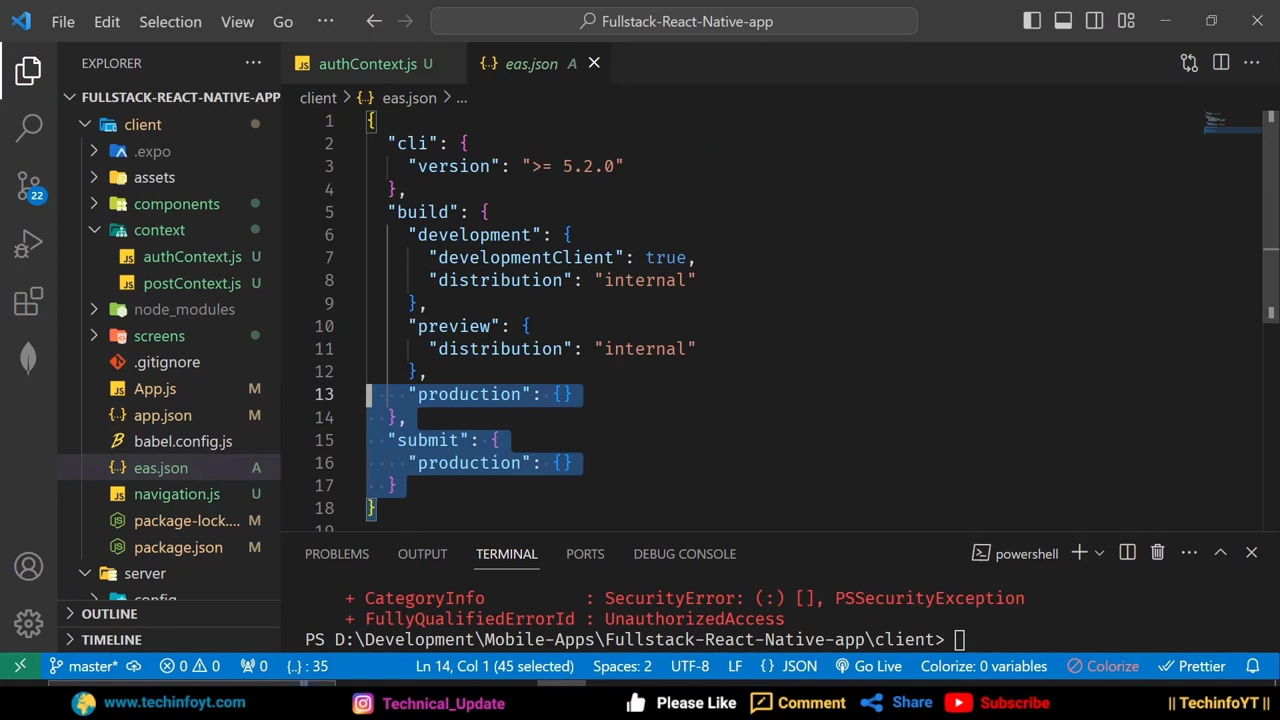 File Edit Selection View Go ··· Fullstack-React-Native-app
EXPLORER
FULLSTACK-REACT-NATIVE-APP
client
.expo
assets
components
context
authContext.js U
postContext.js U
node_modules
screens
.gitignore
App.js M
app.json M
babel.config.js
eas.json A
navigation.js U
package-lock.... M
package.json M
server
OUTLINE
TIMELINE
22
authContext.js U eas.json A
client > eas.json > ...
1 {
2 "cli": {
3 "version": ">= 5.2.0"
4 },
5 "build": {
6 "development": {
7 "developmentClient": true,
8 "distribution": "internal"
9 },
10 "preview": {
11 "distribution": "internal"
12 },
13 "production": {}
14 },
15 "submit": {
16 "production": {}
17 }
18 }
19
PROBLEMS OUTPUT TERMINAL PORTS DEBUG CONSOLE powershell
+ CategoryInfo : SecurityError: (:) [], PSSecurityException
+ FullyQualifiedErrorId : UnauthorizedAccess
PS D:\Development\Mobile-Apps\Fullstack-React-Native-app\client>
master* 0 0 0 {..} : 35 Ln 14, Col 1 (45 selected) Spaces: 2 UTF-8 LF {} JSON Go Live Colorize: 0 variables Colorize Prettier
www.techinfoyt.com Technical_Update Please Like Comment Share Subscribe || TechinfoYT ||